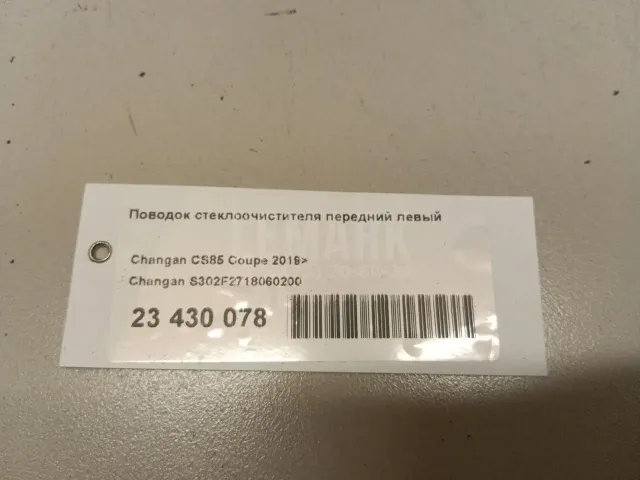 Поводок стеклоочистителя передний левый
Changan CS85 Coupe 2019>
Changan S302F2718060200
23 430 078